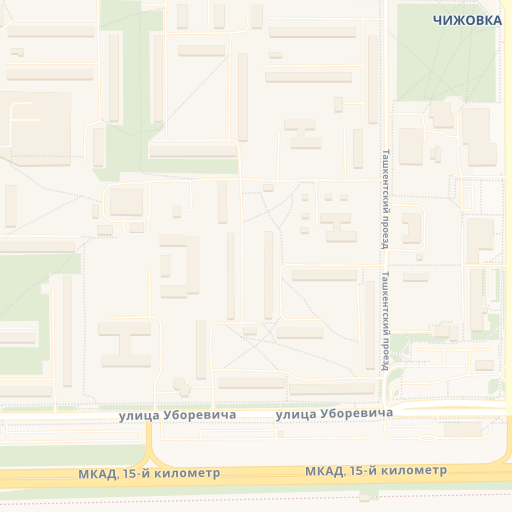 ЧИЖОВКА
Ташкентский проезд
Ташкентский проезд
улица Уборевича
улица Уборевича
МКАД, 15-й километр
МКАД, 15-й километр